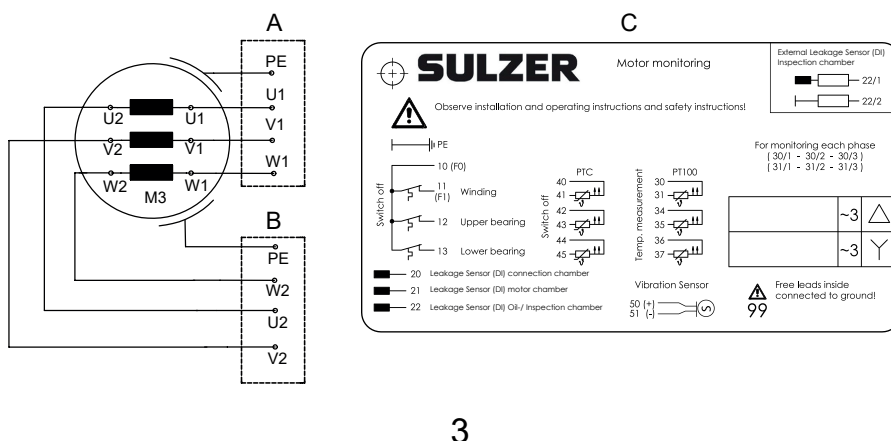 A
PE
U1
V1
W1
U2
U1
V2
V1
W2
W1
M3
B
PE
W2
U2
V2
C
SULZER
Motor monitoring
External Leakage Sensor (DI)
Inspection chamber
22/1
22/2
Observe installation and operating instructions and safety instructions!
PE
For monitoring each phase
( 30/1 - 30/2 - 30/3 )
( 31/1 - 31/2 - 31/3 )
Switch off
10 (F0)
11
(F1)
Winding
12 Upper bearing
13 Lower bearing
Switch off
PTC
40
41
42
43
44
45
Temp. measurement
PT100
30
31
34
35
36
37
~3
~3
20 Leakage Sensor (DI) connection chamber
21 Leakage Sensor (DI) motor chamber
22 Leakage Sensor (DI) Oil-/ Inspection chamber
Vibration Sensor
50 (+)
51 (-)
S
Free leads inside
connected to ground!
99
3